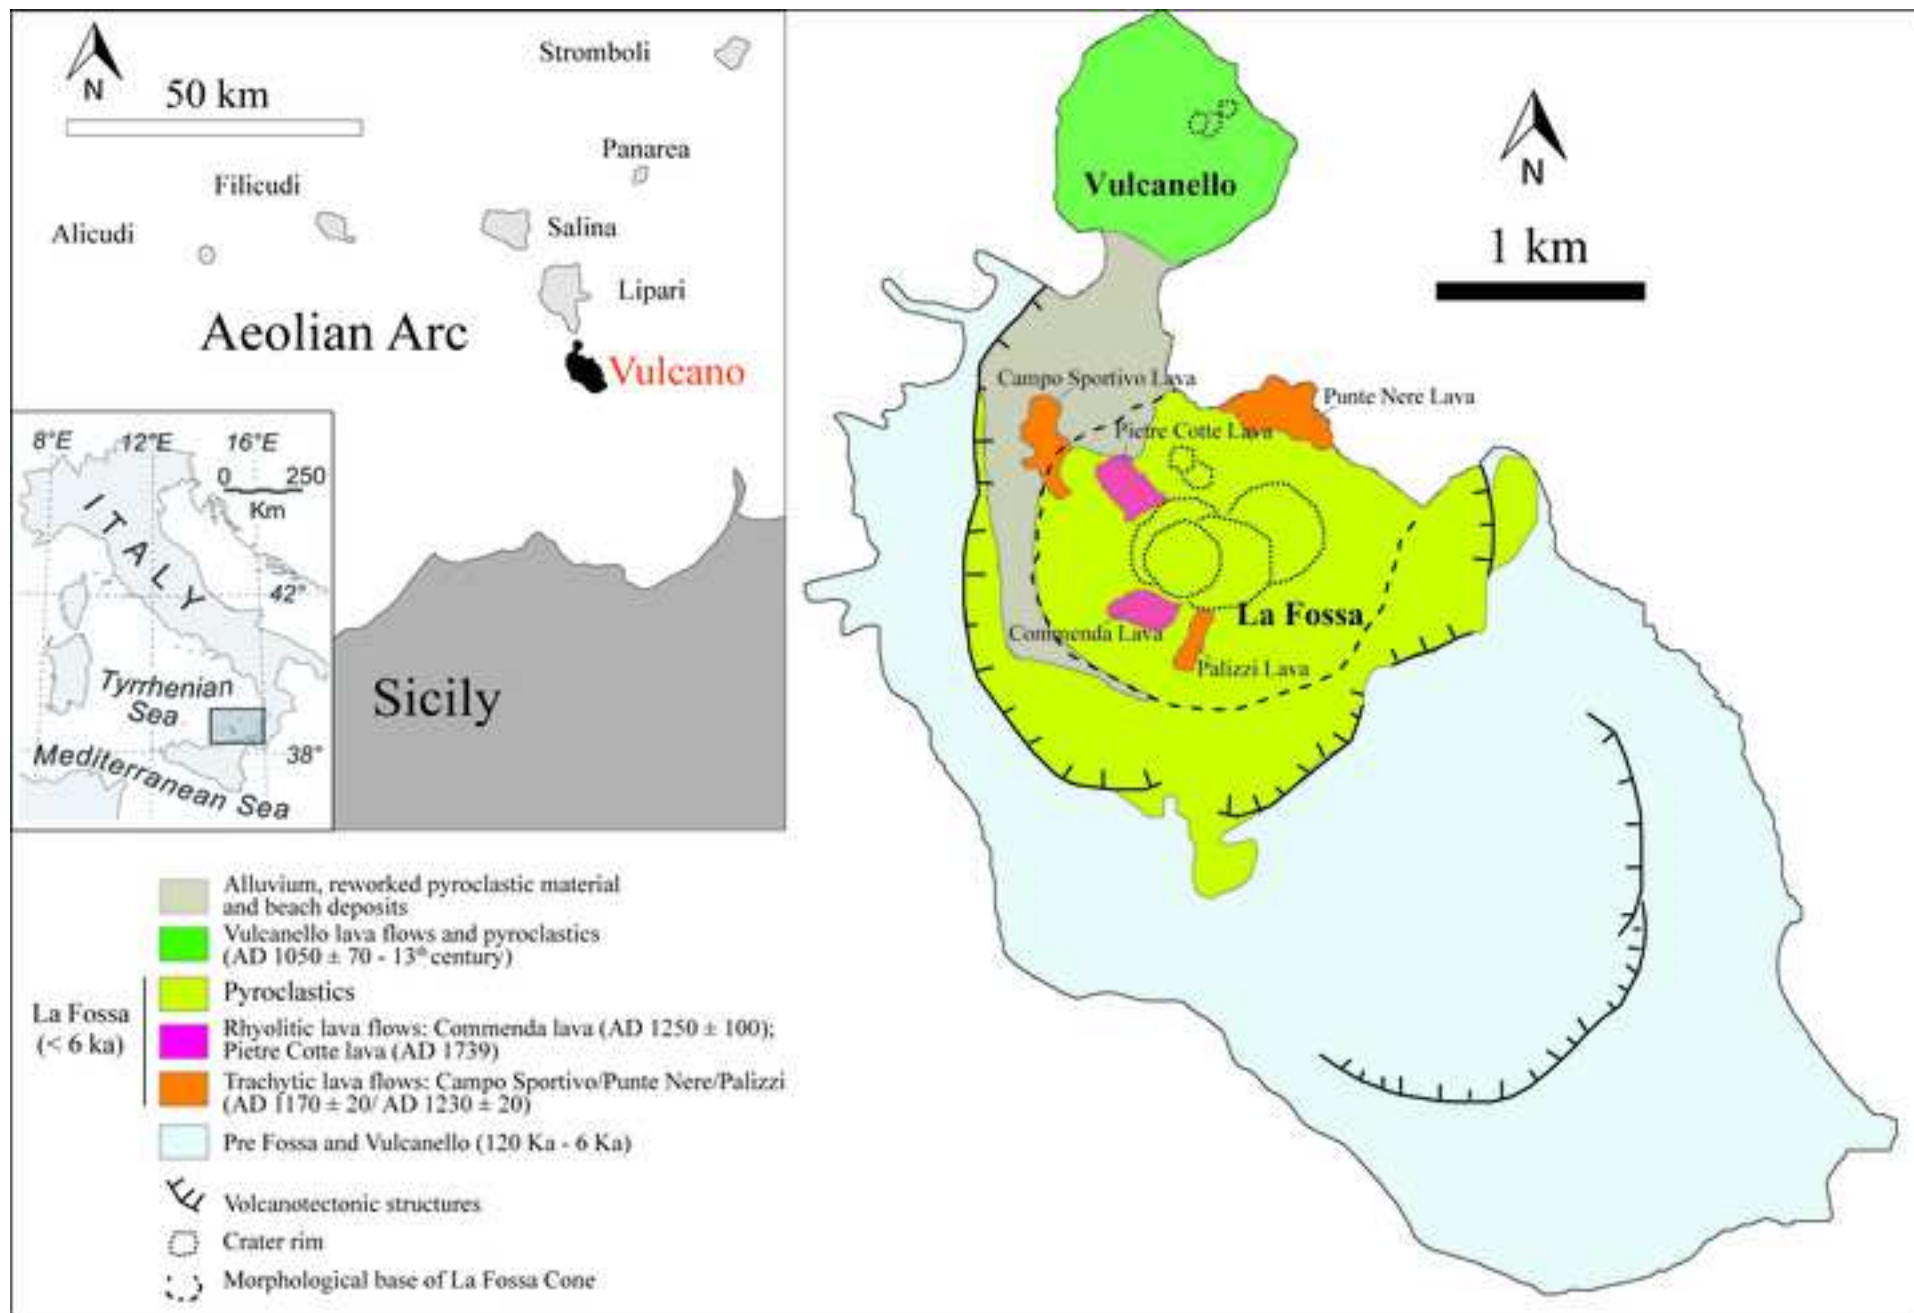 N
50 km
Stromboli
Panarea
Filicudi
Alicudi
Salina
Lipari
Aeolian Arc
Vulcano
8°E 12°E 16°E
0 250
Km
ITALY
42°
Tyrrhenian
Sea
38°
Mediterranean Sea
Sicily
Vulcanello
N
1 km
Campo Sportivo Lava
Punte Nere Lava
Pietre Cotte Lava
La Fossa
Commenda Lava
Palizzi Lava
Alluvium, reworked pyroclastic material
and beach deposits
Vulcanello lava flows and pyroclastics
(AD 1050 ± 70 - 13th century)
La Fossa
(< 6 ka)
Pyroclastics
Rhyolitic lava flows: Commenda lava (AD 1250 ± 100);
Pietre Cotte lava (AD 1739)
Trachytic lava flows: Campo Sportivo/Punte Nere/Palizzi
(AD 1170 ± 20/ AD 1230 ± 20)
Pre Fossa and Vulcanello (120 Ka - 6 Ka)
Volcanotectonic structures
Crater rim
Morphological base of La Fossa Cone